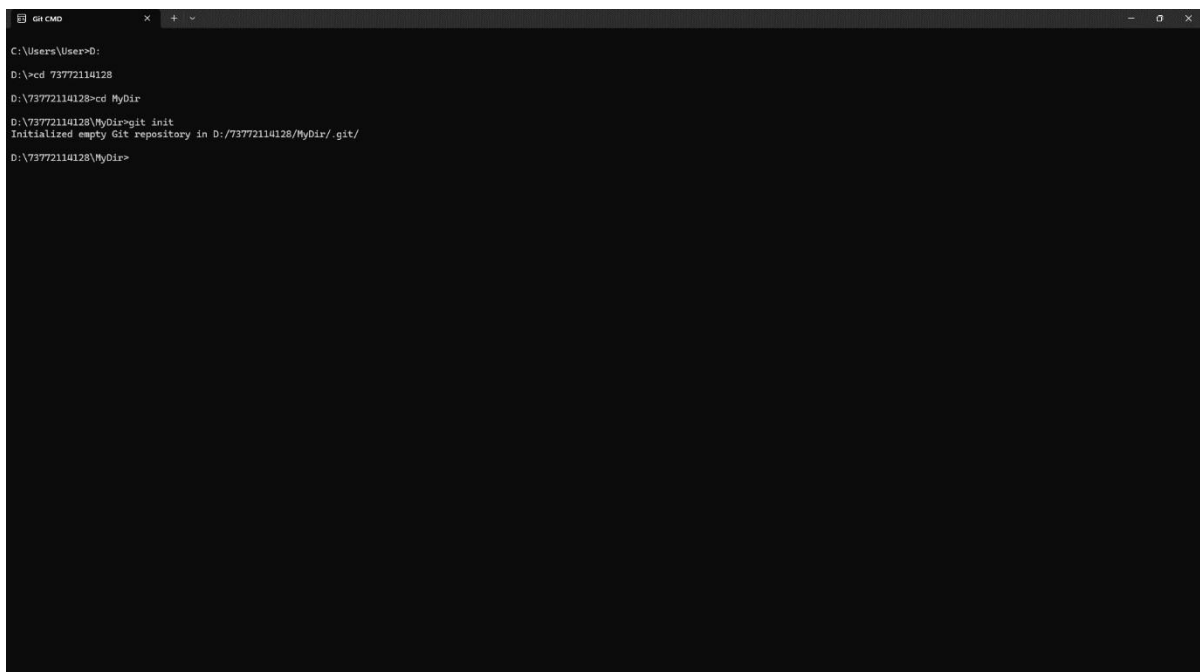 Git CMD
C:\Users\User>D:
D:\>cd 73772114128
D:\73772114128>cd MyDir
D:\73772114128\MyDir>git init
Initialized empty Git repository in D:/73772114128/MyDir/.git/
D:\73772114128\MyDir>